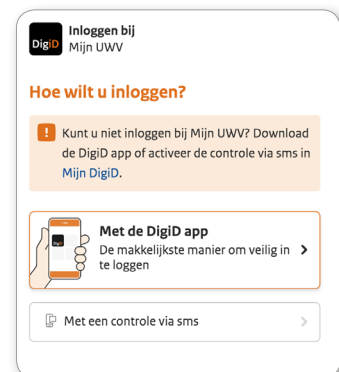 DigiD
Inloggen bij
Mijn UWV
Hoe wilt u inloggen?
! Kunt u niet inloggen bij Mijn UWV? Download
de DigiD app of activeer de controle via sms in
Mijn DigiD.
DigiD
Met de DigiD app
De makkelijkste manier om veilig in
te loggen
Met een controle via sms